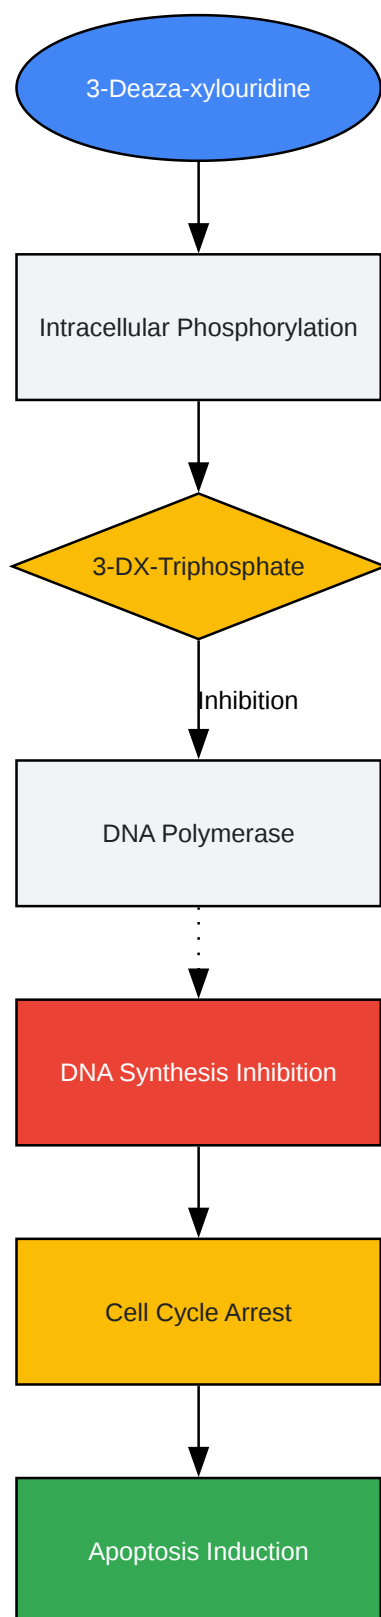 3-Deaza-xylouridine
Intracellular Phosphorylation
3-DX-Triphosphate
Inhibition
DNA Polymerase
DNA Synthesis Inhibition
Cell Cycle Arrest
Apoptosis Induction